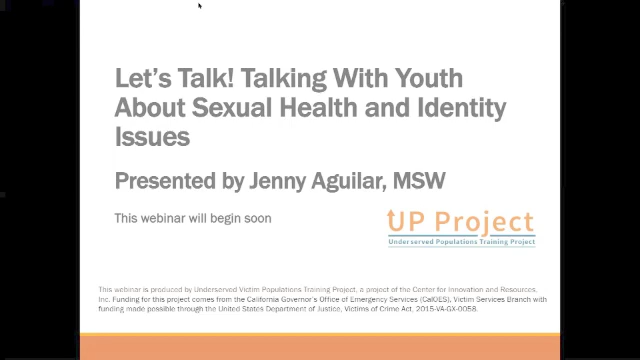 Let's Talk! Talking With Youth
About Sexual Health and Identity
Issues
Presented by Jenny Aguilar, MSW
This webinar will begin soon
UP Project
Underserved Populations Training Project
This webinar is produced by Underserved Victim Populations Training Project, a project of the Center for Innovation and Resources,
Inc. Funding for this project comes from the California Governor's Office of Emergency Services (CalOES), Victim Services Branch with
funding made possible through the United States Department of Justice, Victims of Crime Act, 2015-VA-GX-0058.